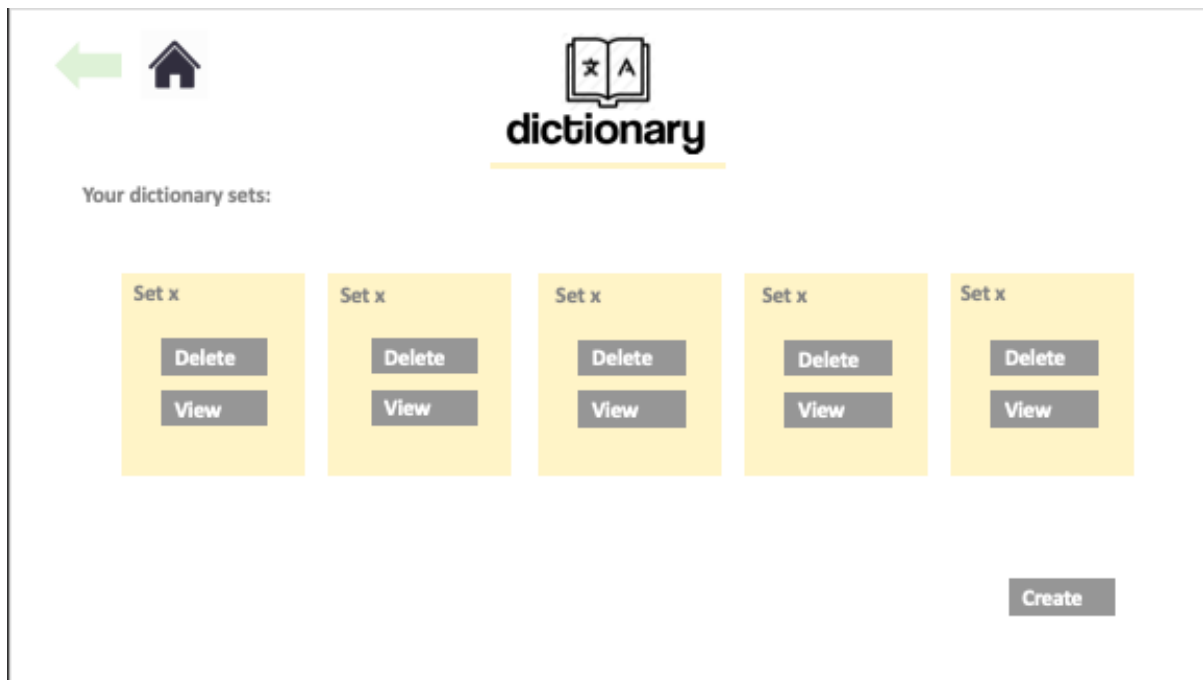 文 A
dictionary
Your dictionary sets:
Set x Set x Set x Set x Set x
Delete Delete Delete Delete Delete
View View View View View
Create